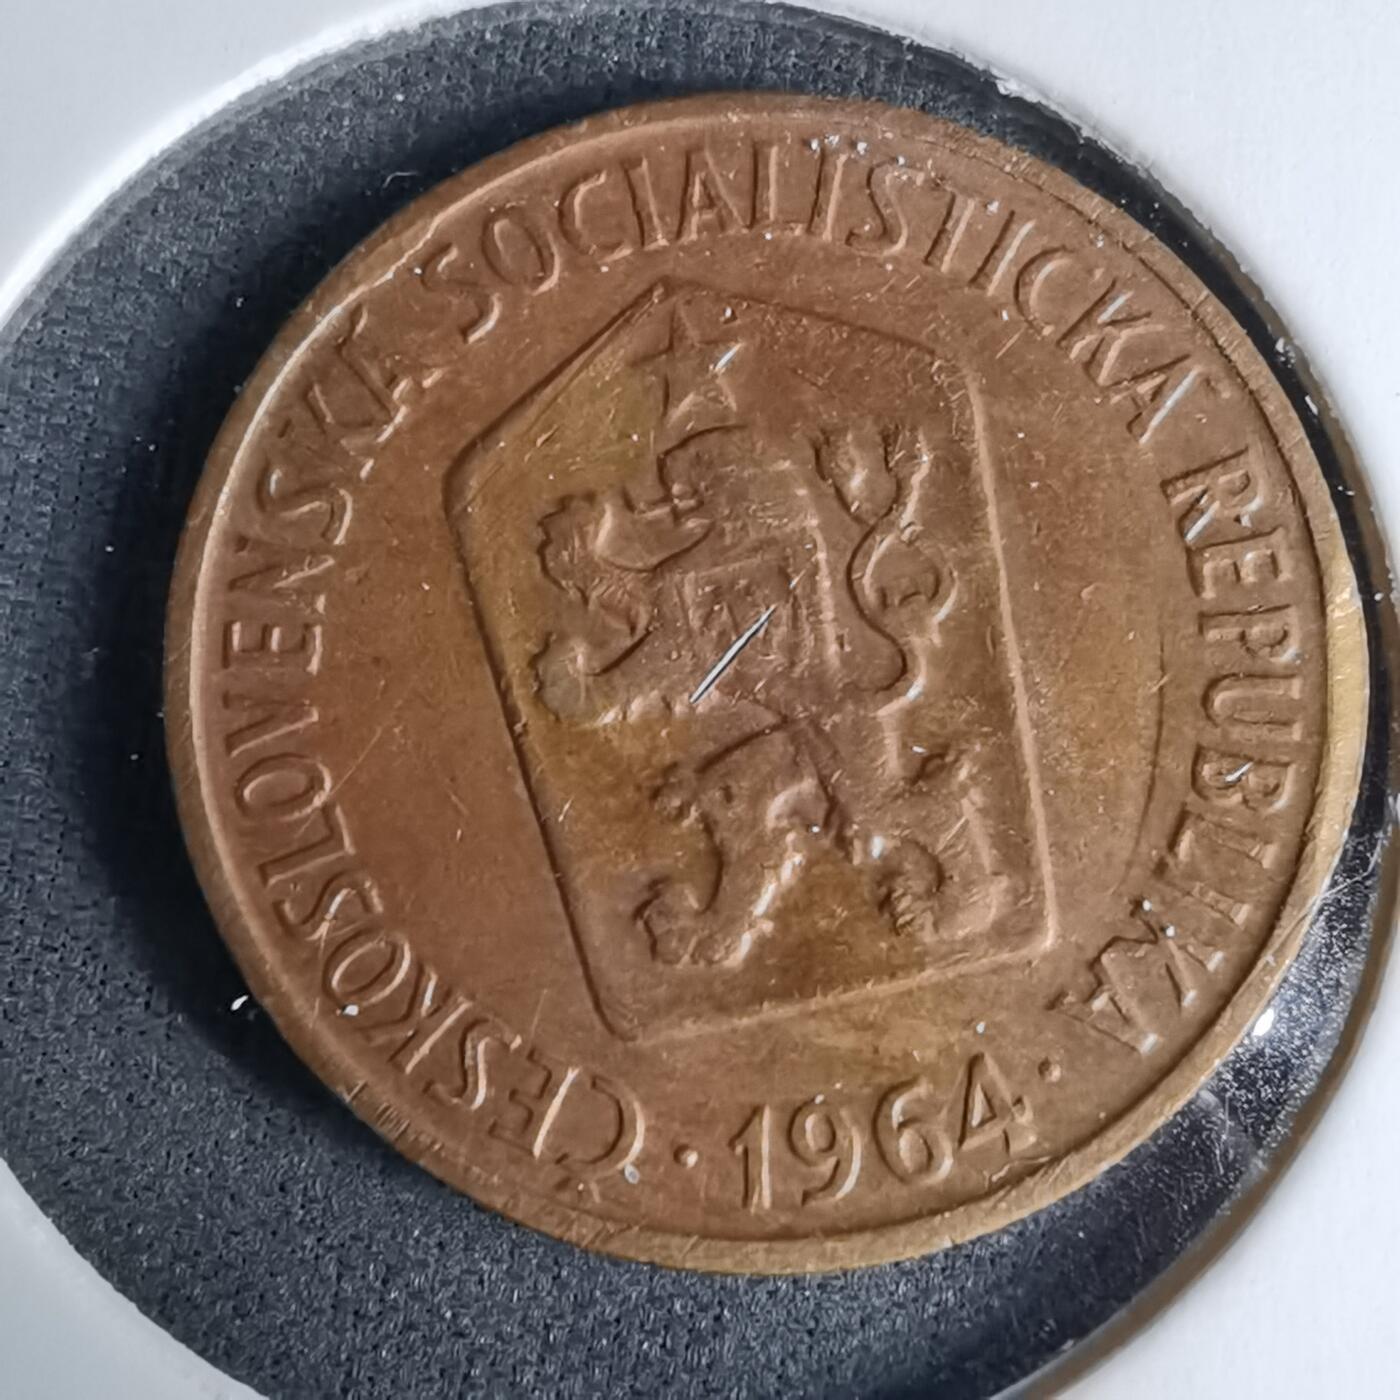 ČESKOSLOVENSKÁ SOCIALISTICKÁ REPUBLIKA
· 1964 ·